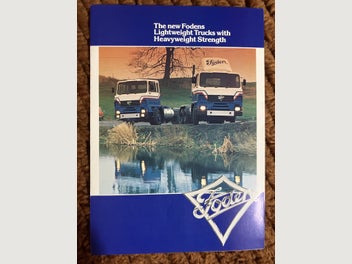 The new Fodens
Lightweight Trucks with
Heavyweight Strength
Foden
Foden